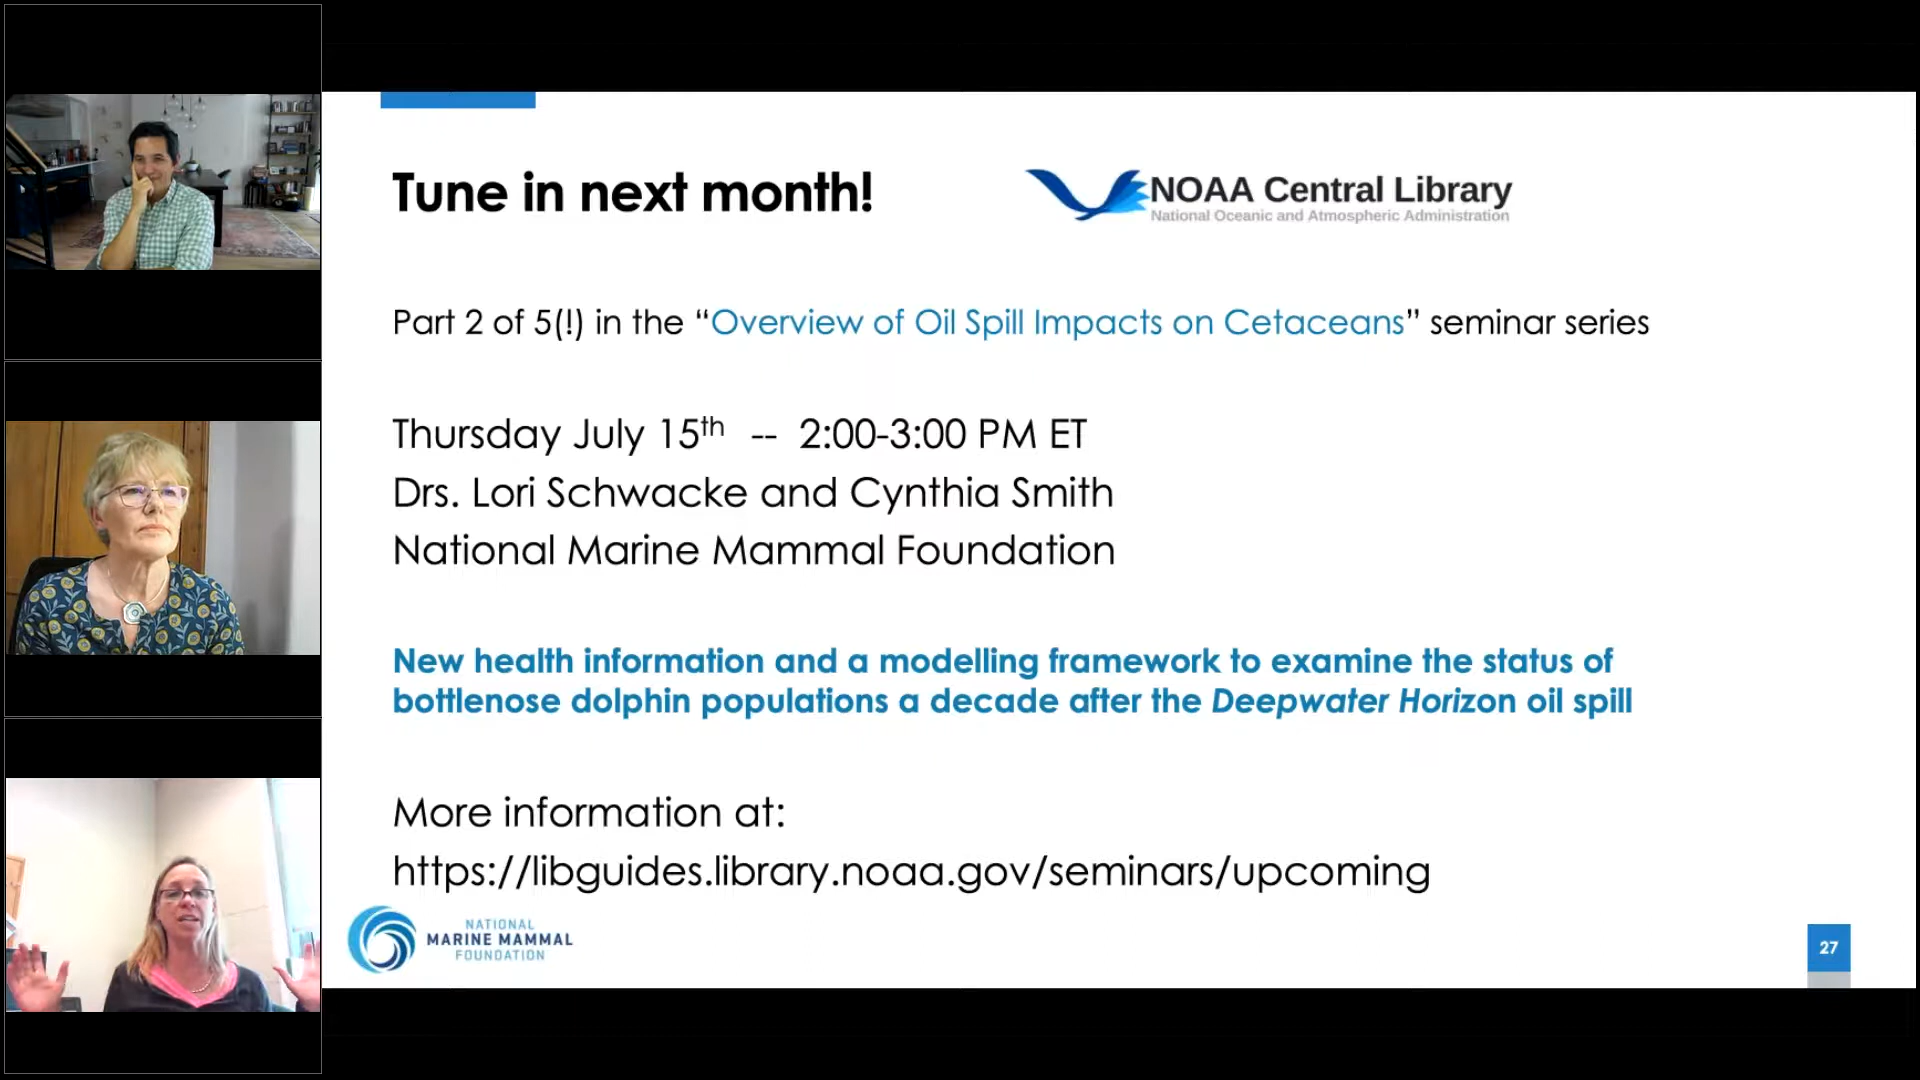 Tune in next month!
NOAA Central Library
National Oceanic and Atmospheric Administration
Part 2 of 5(!) in the “Overview of Oil Spill Impacts on Cetaceans” seminar series
Thursday July 15th -- 2:00-3:00 PM ET
Drs. Lori Schwacke and Cynthia Smith
National Marine Mammal Foundation
New health information and a modelling framework to examine the status of
bottlenose dolphin populations a decade after the Deepwater Horizon oil spill
More information at:
https://libguides.library.noaa.gov/seminars/upcoming
NATIONAL
MARINE MAMMAL
FOUNDATION
27